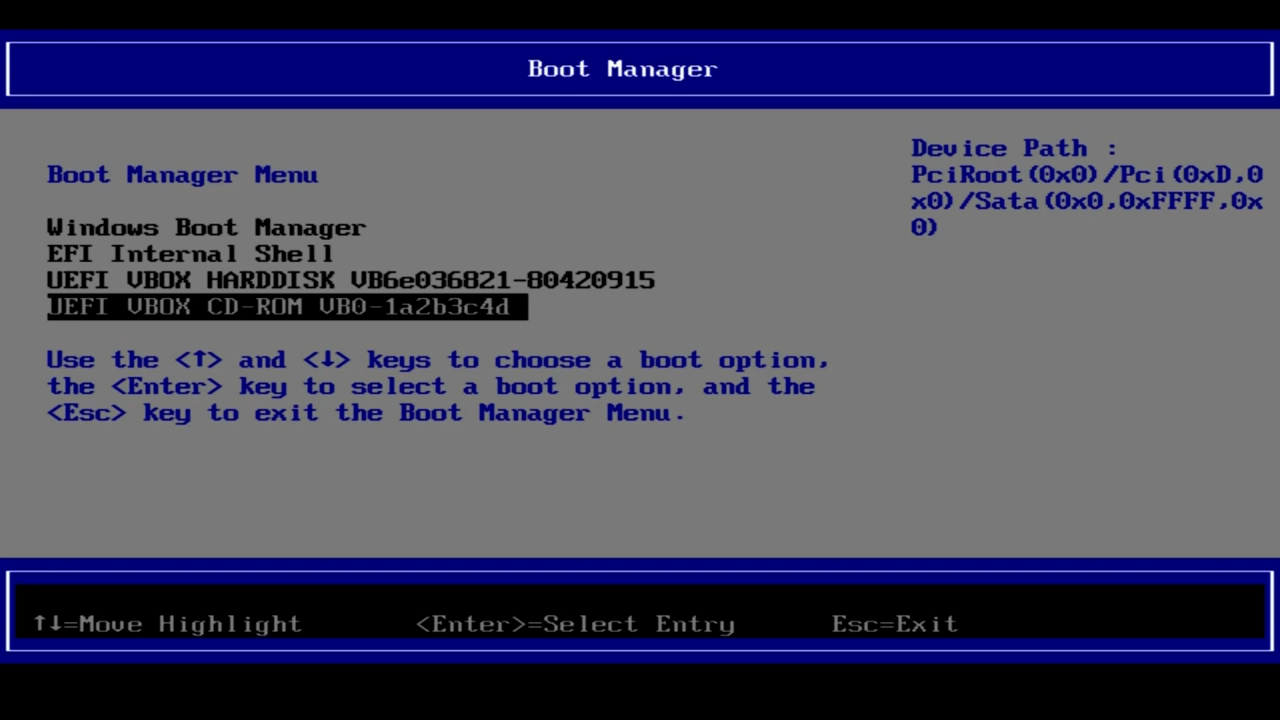 Boot Manager
Boot Manager Menu
Windows Boot Manager
EFI Internal Shell
UEFI VBOX HARDDISK VB6e036821-80420915
UEFI VBOX CD-ROM VB0-1a2b3c4d
Use the <↑> and <↓> keys to choose a boot option,
the <Enter> key to select a boot option, and the
<Esc> key to exit the Boot Manager Menu.
Device Path :
PciRoot(0x0)/Pci(0xD,0
x0)/Sata(0x0,0xFFFF,0x
0)
↑↓=Move Highlight
<Enter>=Select Entry
Esc=Exit